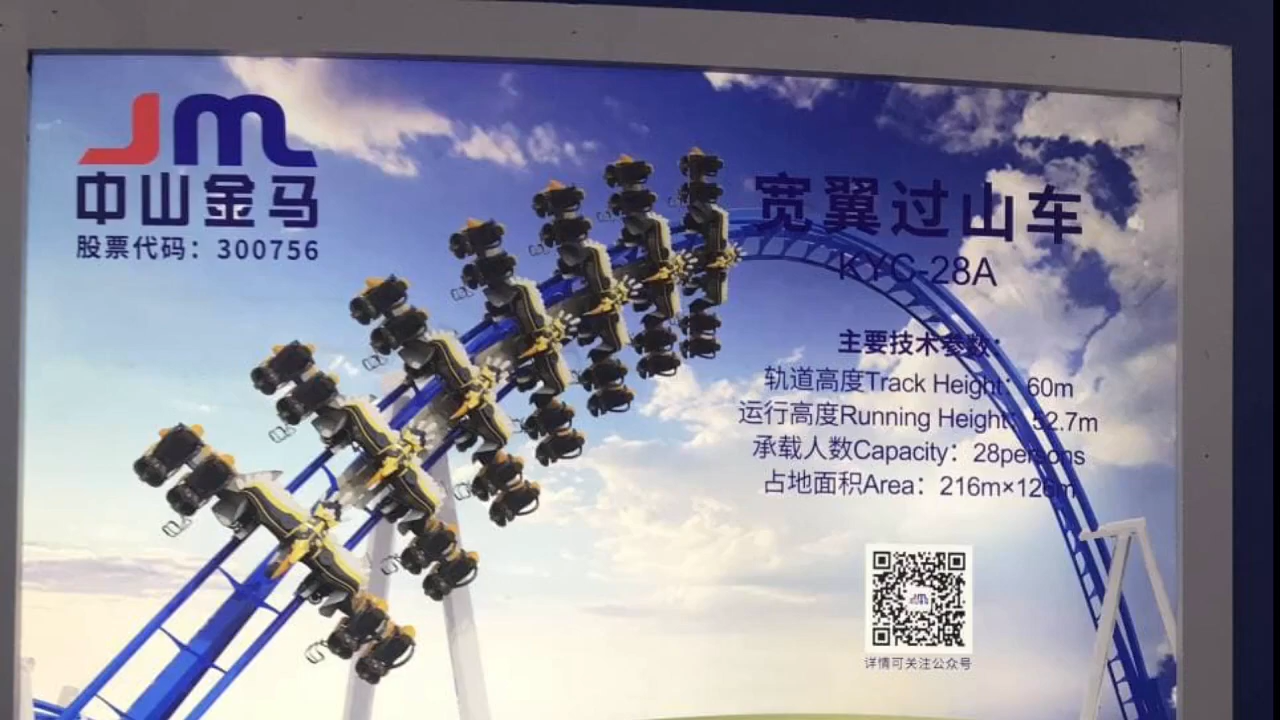 JM
中山金马
股票代码：300756
宽翼过山车
KYC-28A
主要技术参数：
轨道高度Track Height：60m
运行高度Running Height：52.7m
承载人数Capacity：28persons
占地面积Area：216m×126m
详情可关注公众号